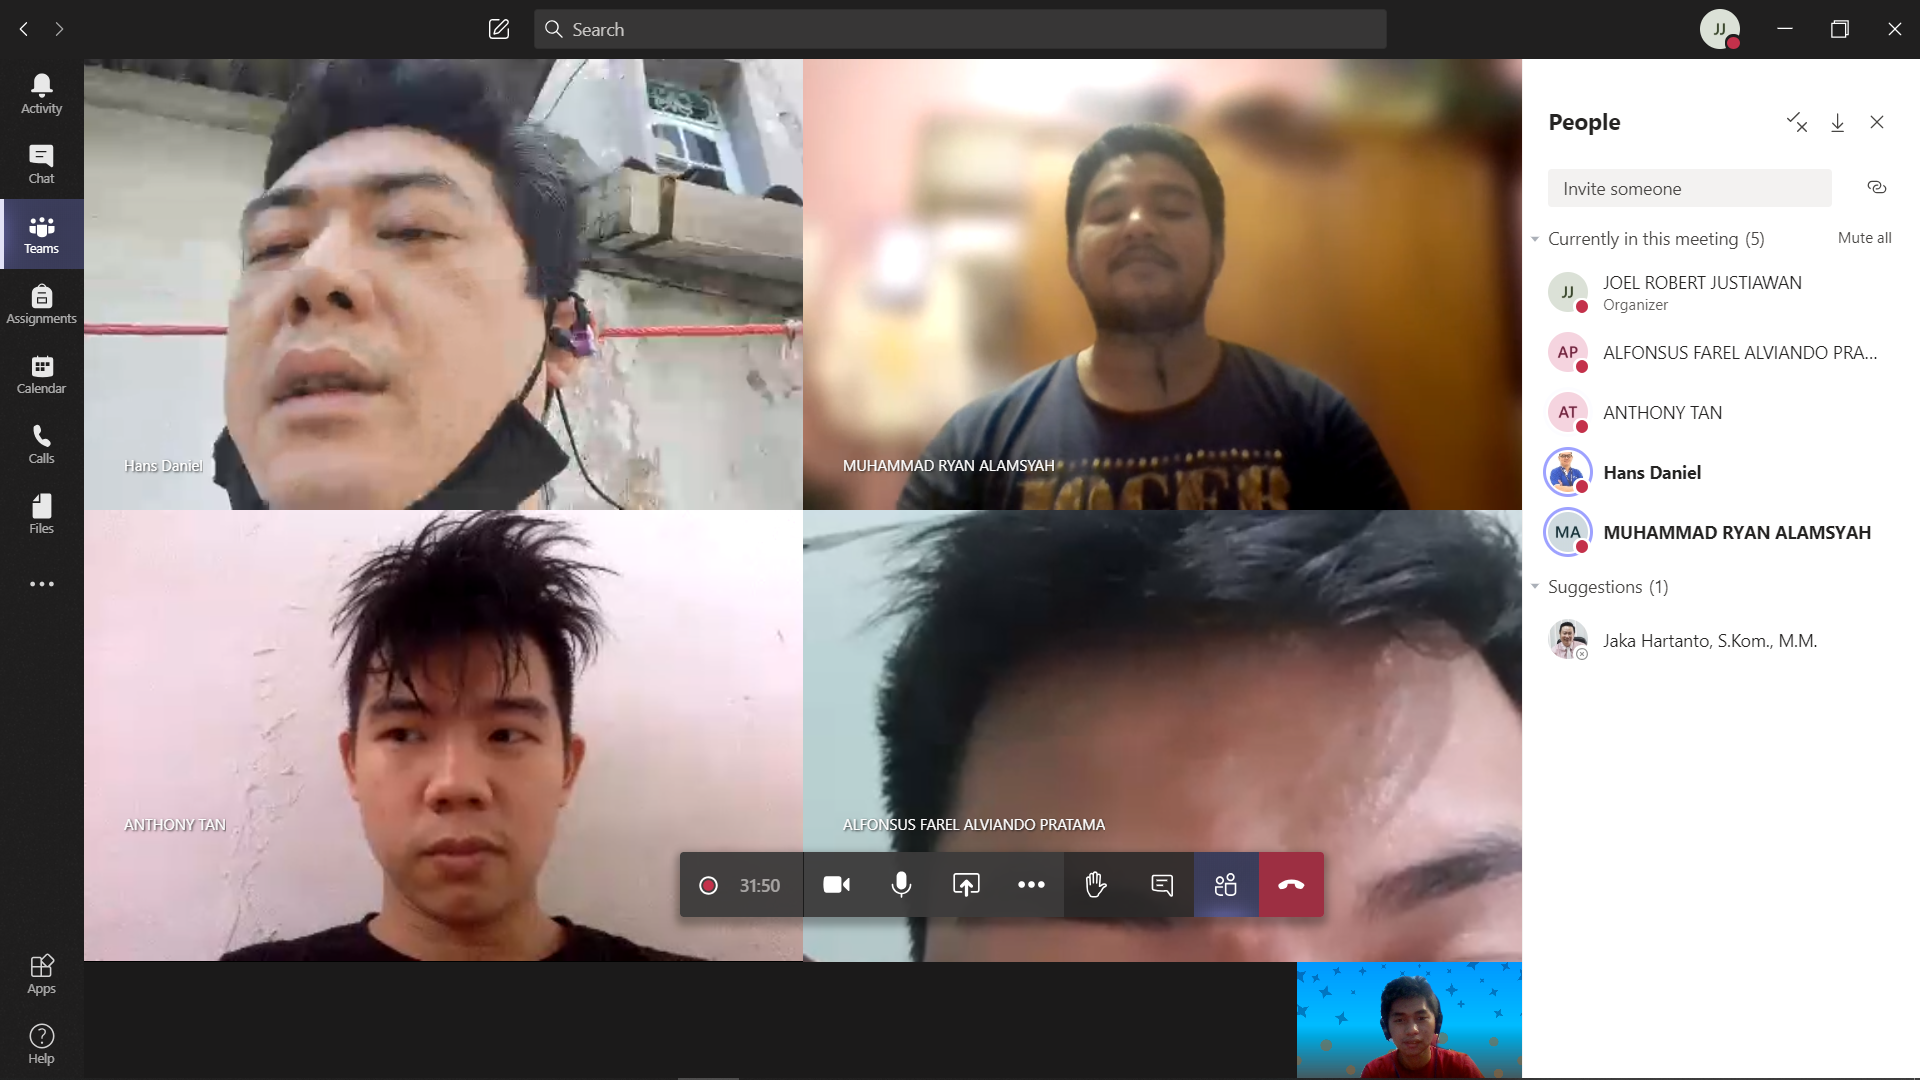 Search
JJ
Activity
Chat
Teams
Assignments
Calendar
Calls
Files
Apps
Help
Hans Daniel
MUHAMMAD RYAN ALAMSYAH
ANTHONY TAN
ALFONSUS FAREL ALVIANDO PRATAMA
31:50
People
Invite someone
Currently in this meeting (5)
Mute all
JJ
JOEL ROBERT JUSTIAWAN
Organizer
AP
ALFONSUS FAREL ALVIANDO PRA...
AT
ANTHONY TAN
Hans Daniel
MA
MUHAMMAD RYAN ALAMSYAH
Suggestions (1)
Jaka Hartanto, S.Kom., M.M.